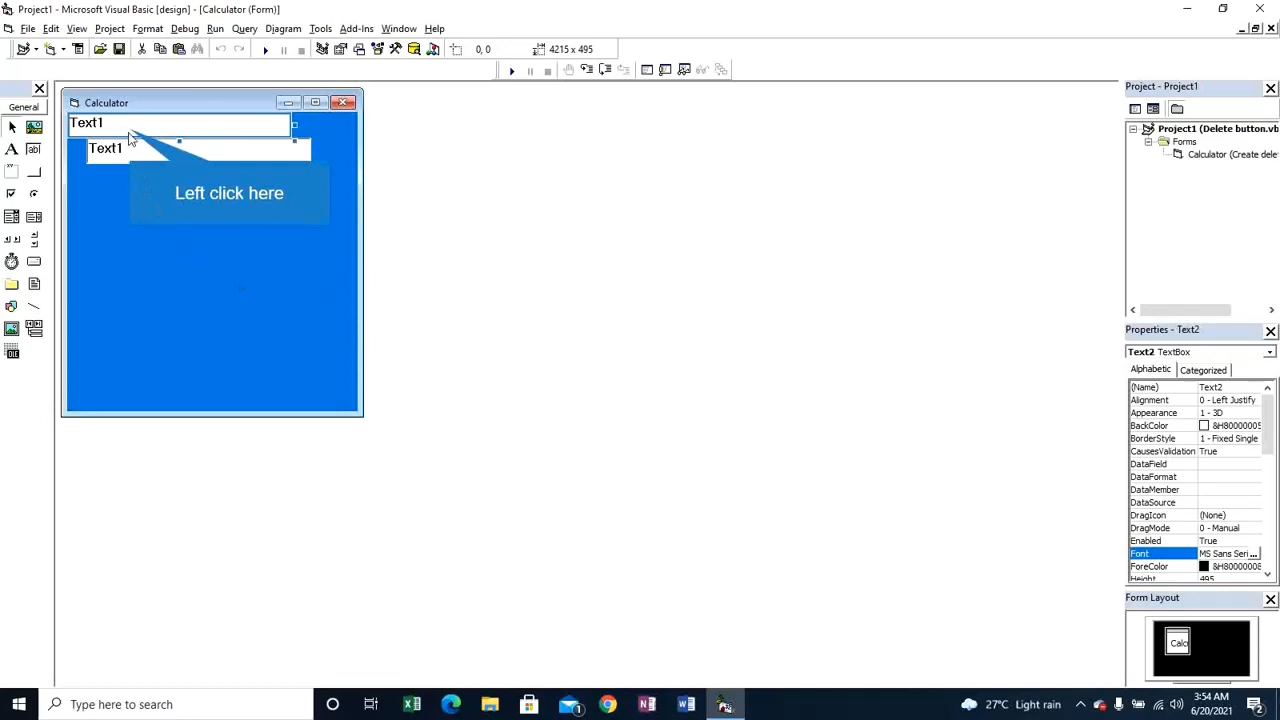 Project1 - Microsoft Visual Basic [design] - [Calculator (Form)]
File Edit View Project Format Debug Run Query Diagram Tools Add-Ins Window Help
0, 0 4215 x 495
General
Calculator
Text1
Text1
Left click here
Project - Project1
Project1 (Delete button.vb
Forms
Calculator (Create dele
Properties - Text2
Text2 TextBox
Alphabetic Categorized
(Name) Text2
Alignment 0 - Left Justify
Appearance 1 - 3D
BackColor &H80000005
BorderStyle 1 - Fixed Single
CausesValidation True
DataField
DataFormat
DataMember
DataSource
DragIcon (None)
DragMode 0 - Manual
Enabled True
Font MS Sans Seri ...
ForeColor &H80000008
Height 495
Form Layout
Calc
Type here to search
27°C Light rain
3:54 AM
6/20/2021
2